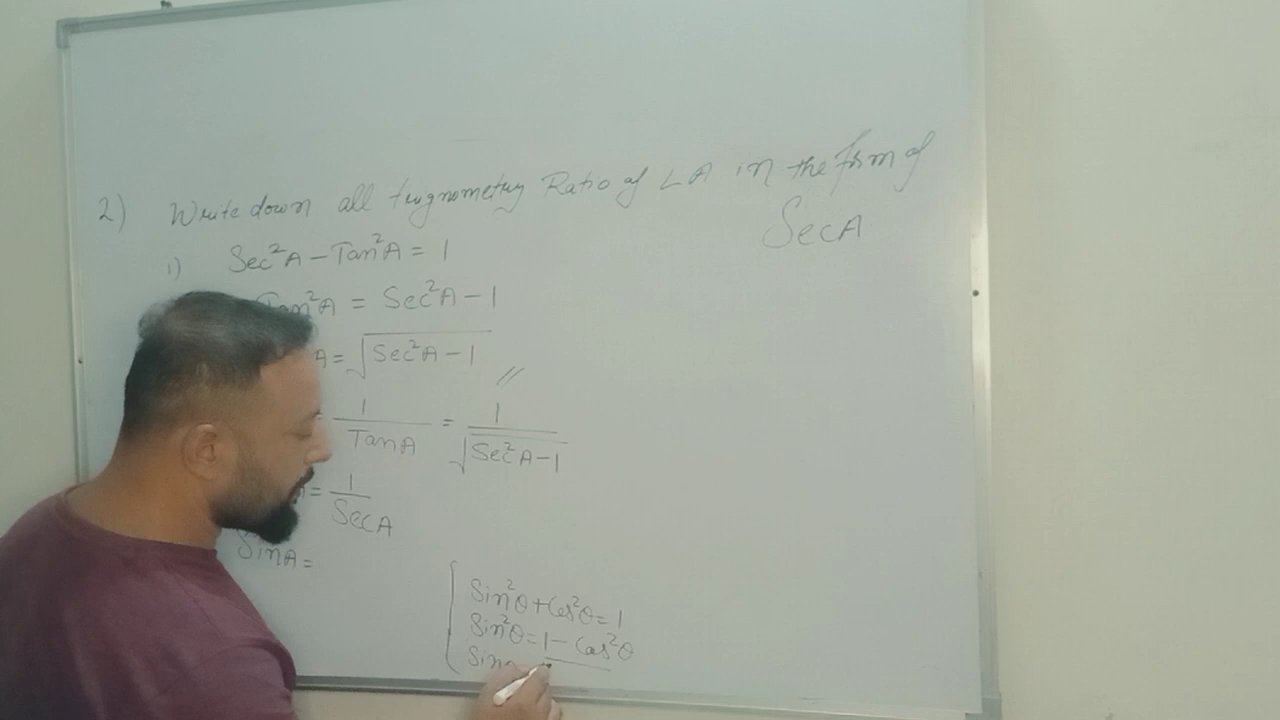 2) Write down all trignometry Ratio of ∠A in the form of
SecA
1) Sec²A - Tan²A = 1
Tan²A = Sec²A - 1
A = √(Sec²A - 1) //
= 1/TanA = 1/√(Sec²A - 1)
= 1/SecA
SinA =
Sin²θ + Cos²θ = 1
Sin²θ = 1 - Cos²θ
Sin